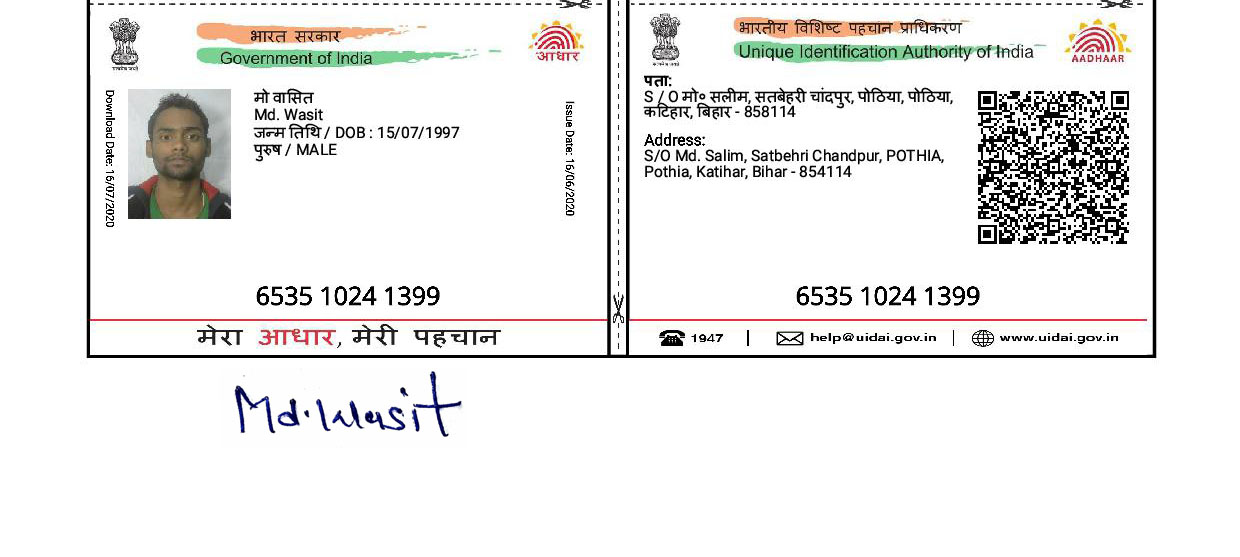 भारत सरकार
Government of India
आधार
Download Date: 16/07/2020
मो वासित
Md. Wasit
जन्म तिथि / DOB : 15/07/1997
पुरुष / MALE
Issue Date: 16/06/2020
6535 1024 1399
मेरा आधार, मेरी पहचान
भारतीय विशिष्ट पहचान प्राधिकरण
Unique Identification Authority of India
AADHAAR
पता:
S / O मो॰ सलीम, सतबेहरी चांदपुर, पोठिया, पोठिया,
कटिहार, बिहार - 858114
Address:
S/O Md. Salim, Satbehri Chandpur, POTHIA,
Pothia, Katihar, Bihar - 854114
6535 1024 1399
1947 | help@uidai.gov.in | www.uidai.gov.in
Md. Wasit